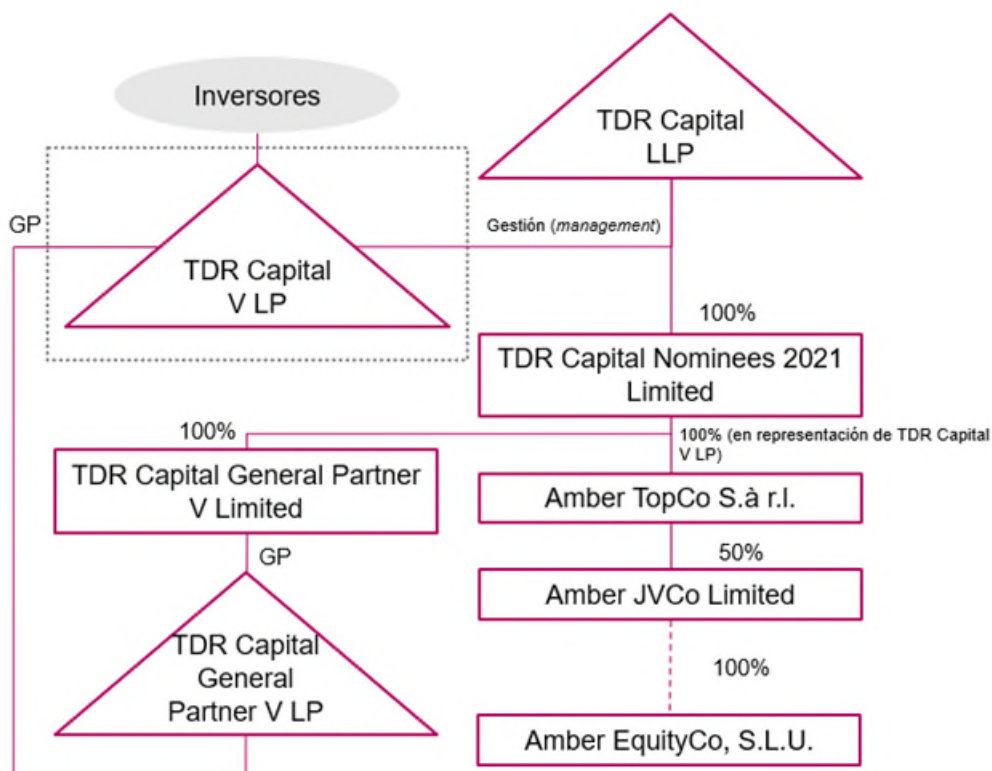 Inversores
TDR Capital
LLP
GP
Gestión (management)
TDR Capital
V LP
100%
TDR Capital Nominees 2021
Limited
100%
100% (en representación de TDR Capital
V LP)
TDR Capital General Partner
V Limited
Amber TopCo S.à r.l.
GP
50%
Amber JVCo Limited
TDR Capital
General
Partner V LP
100%
Amber EquityCo, S.L.U.